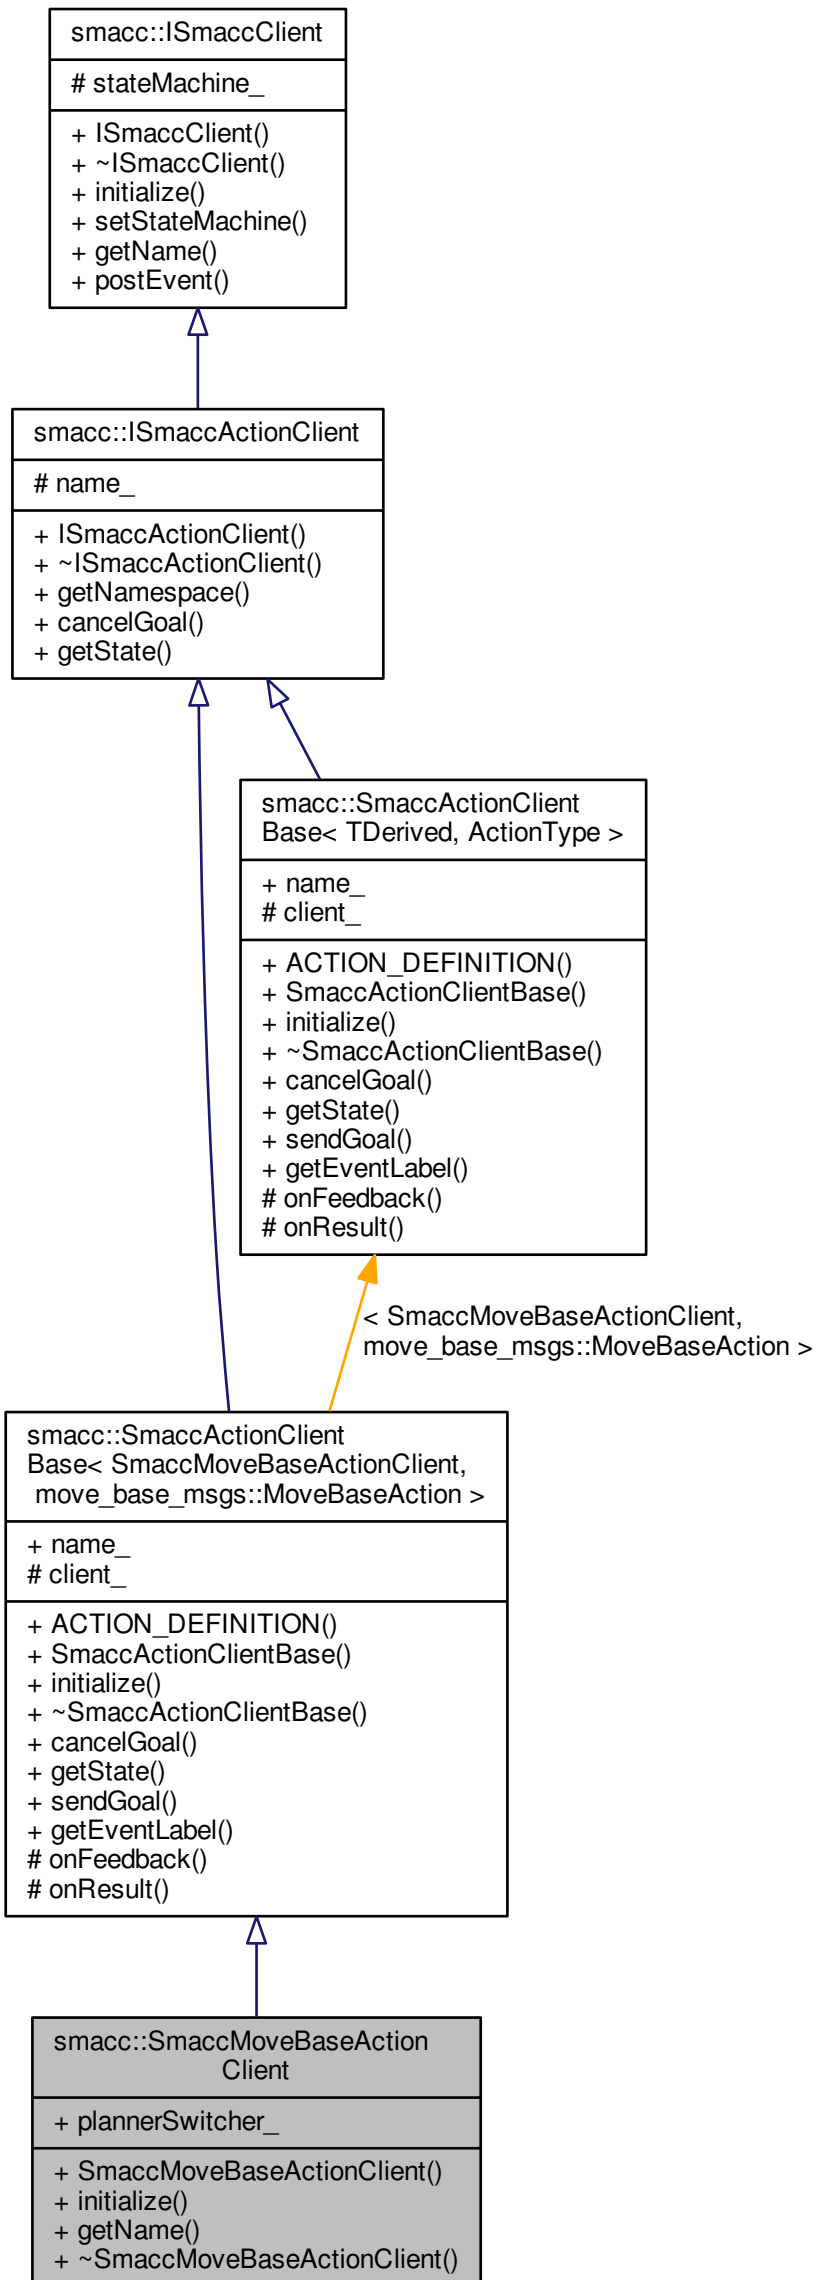 smacc::ISmaccClient
# stateMachine_
+ ISmaccClient()
+ ~ISmaccClient()
+ initialize()
+ setStateMachine()
+ getName()
+ postEvent()
smacc::ISmaccActionClient
# name_
+ ISmaccActionClient()
+ ~ISmaccActionClient()
+ getNamespace()
+ cancelGoal()
+ getState()
smacc::SmaccActionClient
Base< TDerived, ActionType >
+ name_
# client_
+ ACTION_DEFINITION()
+ SmaccActionClientBase()
+ initialize()
+ ~SmaccActionClientBase()
+ cancelGoal()
+ getState()
+ sendGoal()
+ getEventLabel()
# onFeedback()
# onResult()
< SmaccMoveBaseActionClient,
move_base_msgs::MoveBaseAction >
smacc::SmaccActionClient
Base< SmaccMoveBaseActionClient,
move_base_msgs::MoveBaseAction >
+ name_
# client_
+ ACTION_DEFINITION()
+ SmaccActionClientBase()
+ initialize()
+ ~SmaccActionClientBase()
+ cancelGoal()
+ getState()
+ sendGoal()
+ getEventLabel()
# onFeedback()
# onResult()
smacc::SmaccMoveBaseAction
Client
+ plannerSwitcher_
+ SmaccMoveBaseActionClient()
+ initialize()
+ getName()
+ ~SmaccMoveBaseActionClient()